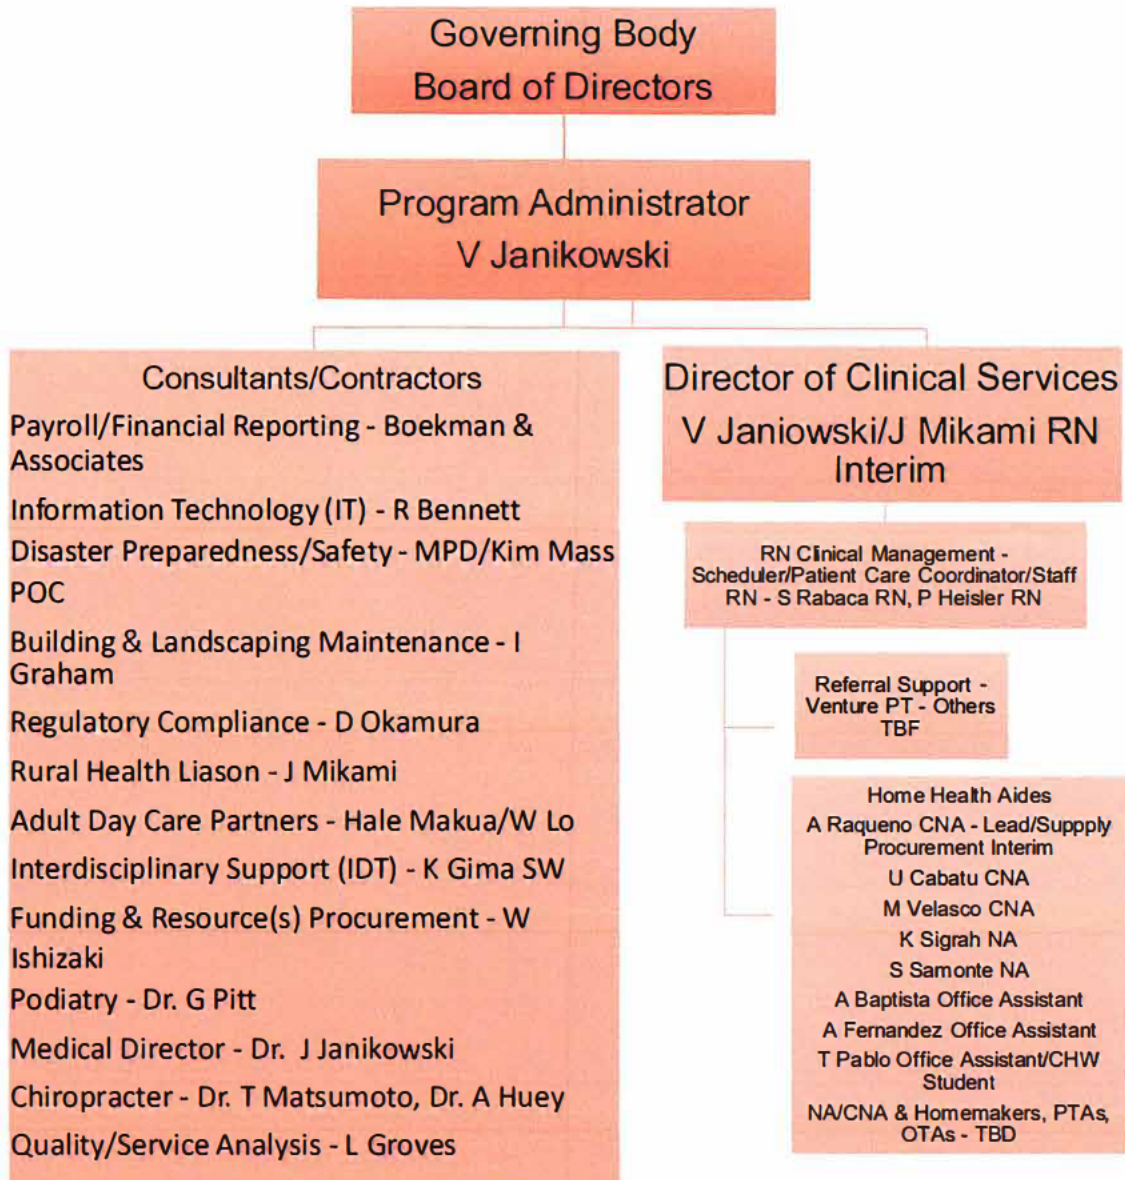 Governing Body
Board of Directors
Program Administrator
V Janikowski
Consultants/Contractors
Payroll/Financial Reporting - Boekman &
Associates
Information Technology (IT) - R Bennett
Disaster Preparedness/Safety - MPD/Kim Mass
POC
Building & Landscaping Maintenance - I
Graham
Regulatory Compliance - D Okamura
Rural Health Liason - J Mikami
Adult Day Care Partners - Hale Makua/W Lo
Interdisciplinary Support (IDT) - K Gima SW
Funding & Resource(s) Procurement - W
Ishizaki
Podiatry - Dr. G Pitt
Medical Director - Dr. J Janikowski
Chiropracter - Dr. T Matsumoto, Dr. A Huey
Quality/Service Analysis - L Groves
Director of Clinical Services
V Janiowski/J Mikami RN
Interim
RN Clinical Management -
Scheduler/Patient Care Coordinator/Staff
RN - S Rabaca RN, P Heisler RN
Referral Support -
Venture PT - Others
TBF
Home Health Aides
A Raqueno CNA - Lead/Suppply
Procurement Interim
U Cabatu CNA
M Velasco CNA
K Sigrah NA
S Samonte NA
A Baptista Office Assistant
A Fernandez Office Assistant
T Pablo Office Assistant/CHW
Student
NA/CNA & Homemakers, PTAs,
OTAs - TBD